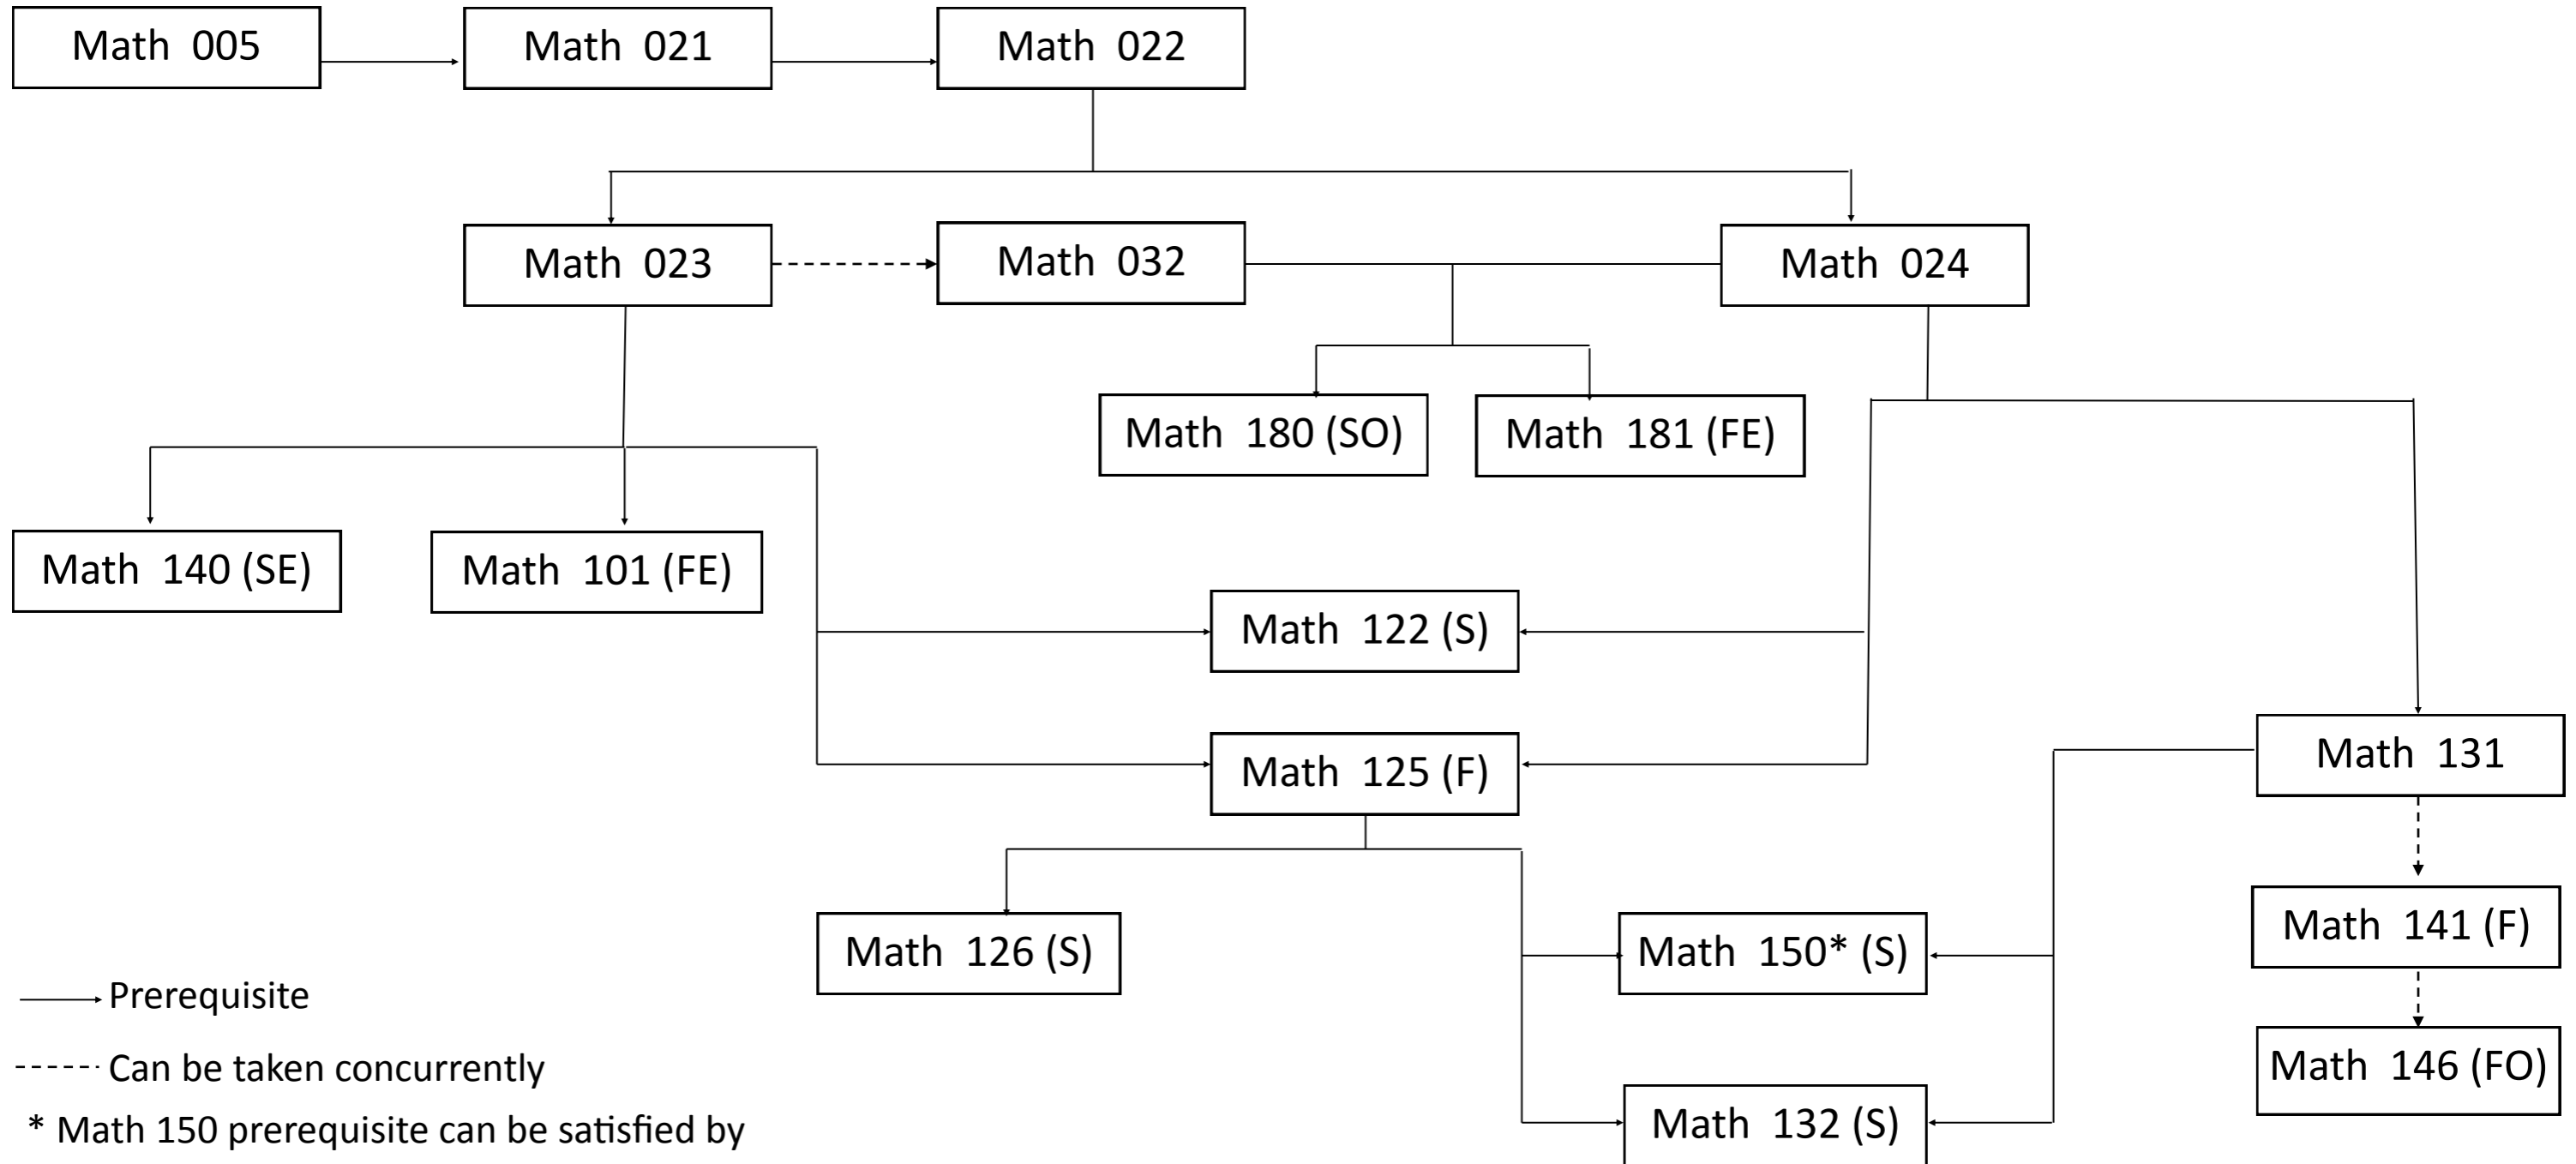 Math 005
Math 021
Math 022
Math 023
Math 032
Math 024
Math 180 (SO)
Math 181 (FE)
Math 140 (SE)
Math 101 (FE)
Math 122 (S)
Math 125 (F)
Math 131
Math 126 (S)
Math 150* (S)
Math 141 (F)
Math 132 (S)
Math 146 (FO)
Prerequisite
Can be taken concurrently
* Math 150 prerequisite can be satisfied by